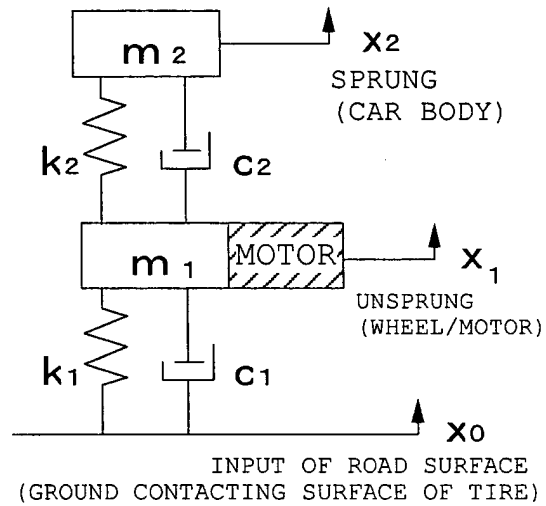 m 2
x2
SPRUNG
(CAR BODY)
k2
c2
m 1
MOTOR
x1
UNSPRUNG
(WHEEL/MOTOR)
k1
c1
x0
INPUT OF ROAD SURFACE
(GROUND CONTACTING SURFACE OF TIRE)